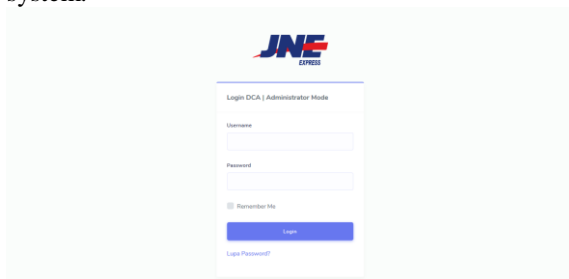 system.
JNE
EXPRESS
Login DCA | Administrator Mode
Username
Password
Remember Me
Login
Lupa Password?